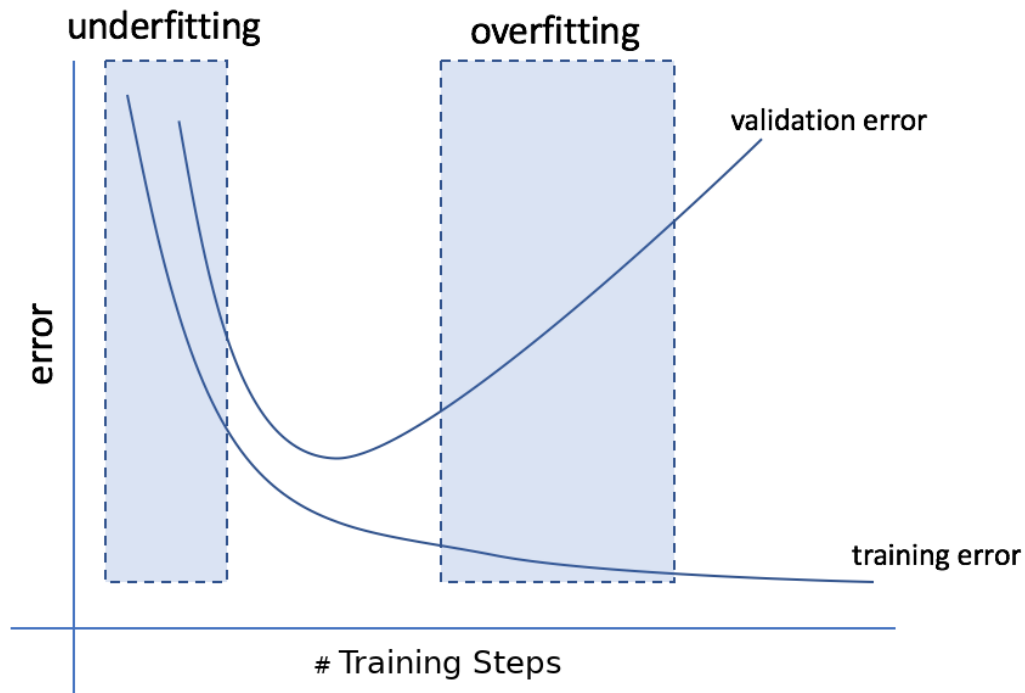 underfitting
overfitting
validation error
error
training error
# Training Steps